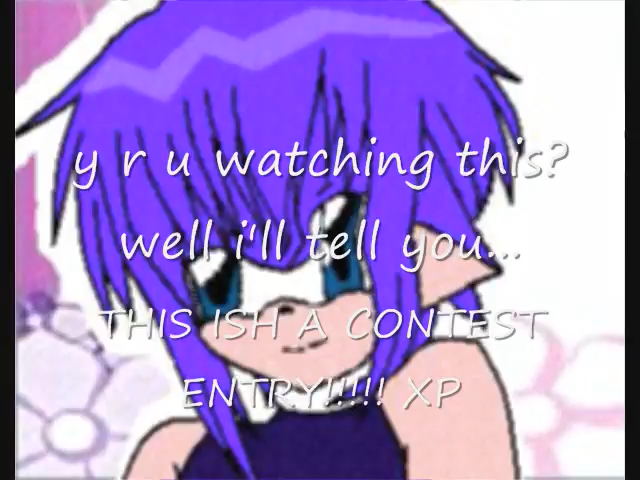 y r u watching this?
well i'll tell you...
THIS ISH A CONTEST
ENTRY!!!!! XP